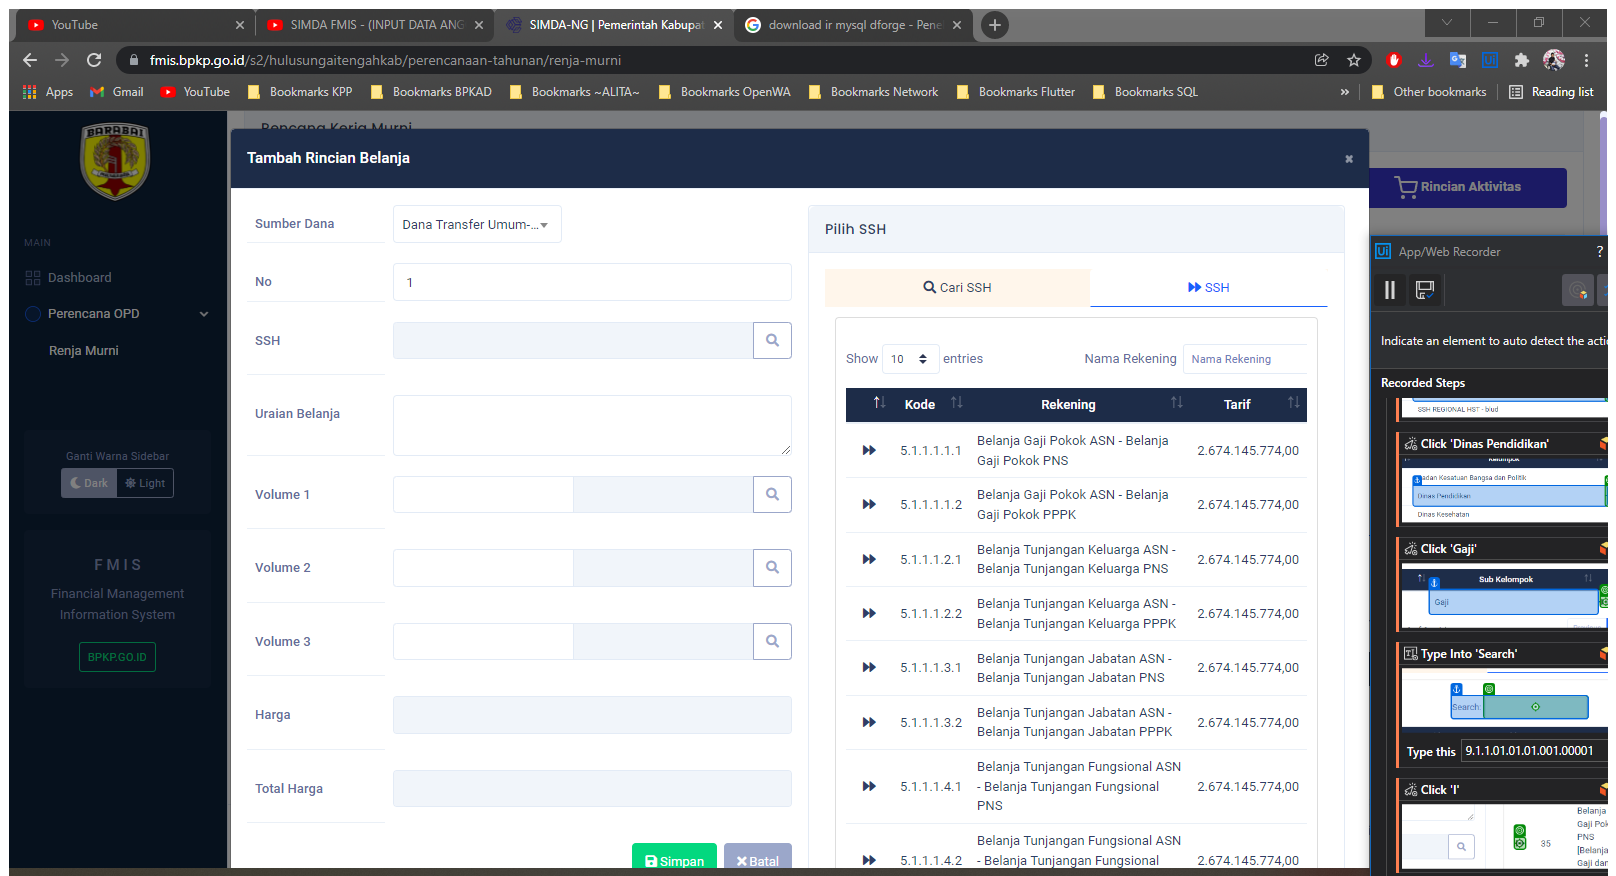 YouTube
SIMDA FMIS - (INPUT DATA ANG
SIMDA-NG | Pemerintah Kabupat
download ir mysql dforge - Pene
fmis.bpkp.go.id/s2/hulusungaitengahkab/perencanaan-tahunan/renja-murni
Apps
Gmail
YouTube
Bookmarks KPP
Bookmarks BPKAD
Bookmarks ~ALITA~
Bookmarks OpenWA
Bookmarks Network
Bookmarks Flutter
Bookmarks SQL
»
Other bookmarks
Reading list
BARABAI
MAIN
Dashboard
Perencana OPD
Renja Murni
Ganti Warna Sidebar
Dark
Light
FMIS
Financial Management
Information System
BPKP.GO.ID
Rencana Kerja Murni
Rincian Aktivitas
Tambah Rincian Belanja
×
Sumber Dana
Dana Transfer Umum-...
No
1
SSH
Uraian Belanja
Volume 1
Volume 2
Volume 3
Harga
Total Harga
Simpan
Batal
Pilih SSH
Cari SSH
SSH
Show 10 entries
Nama Rekening
Nama Rekening
Kode Rekening Tarif
5.1.1.1.1.1 Belanja Gaji Pokok ASN - Belanja 2.674.145.774,00
Gaji Pokok PNS
5.1.1.1.1.2 Belanja Gaji Pokok ASN - Belanja 2.674.145.774,00
Gaji Pokok PPPK
5.1.1.1.2.1 Belanja Tunjangan Keluarga ASN - 2.674.145.774,00
Belanja Tunjangan Keluarga PNS
5.1.1.1.2.2 Belanja Tunjangan Keluarga ASN - 2.674.145.774,00
Belanja Tunjangan Keluarga PPPK
5.1.1.1.3.1 Belanja Tunjangan Jabatan ASN - 2.674.145.774,00
Belanja Tunjangan Jabatan PNS
5.1.1.1.3.2 Belanja Tunjangan Jabatan ASN - 2.674.145.774,00
Belanja Tunjangan Jabatan PPPK
5.1.1.1.4.1 Belanja Tunjangan Fungsional ASN 2.674.145.774,00
- Belanja Tunjangan Fungsional
PNS
5.1.1.1.4.2 Belanja Tunjangan Fungsional ASN 2.674.145.774,00
- Belanja Tunjangan Fungsional
Ui App/Web Recorder ?
Indicate an element to auto detect the acti
Recorded Steps
SSH REGIONAL HST - blud
Click 'Dinas Pendidikan'
Kelompok
Badan Kesatuan Bangsa dan Politik
Dinas Pendidikan
Dinas Kesehatan
Click 'Gaji'
Sub Kelompok
Gaji
Previous
Type Into 'Search'
Search:
Type this 9.1.1.01.01.01.001.00001
Click 'I'
35
Belanja
Gaji Pok
PNS
[Belanja
Gaji dan